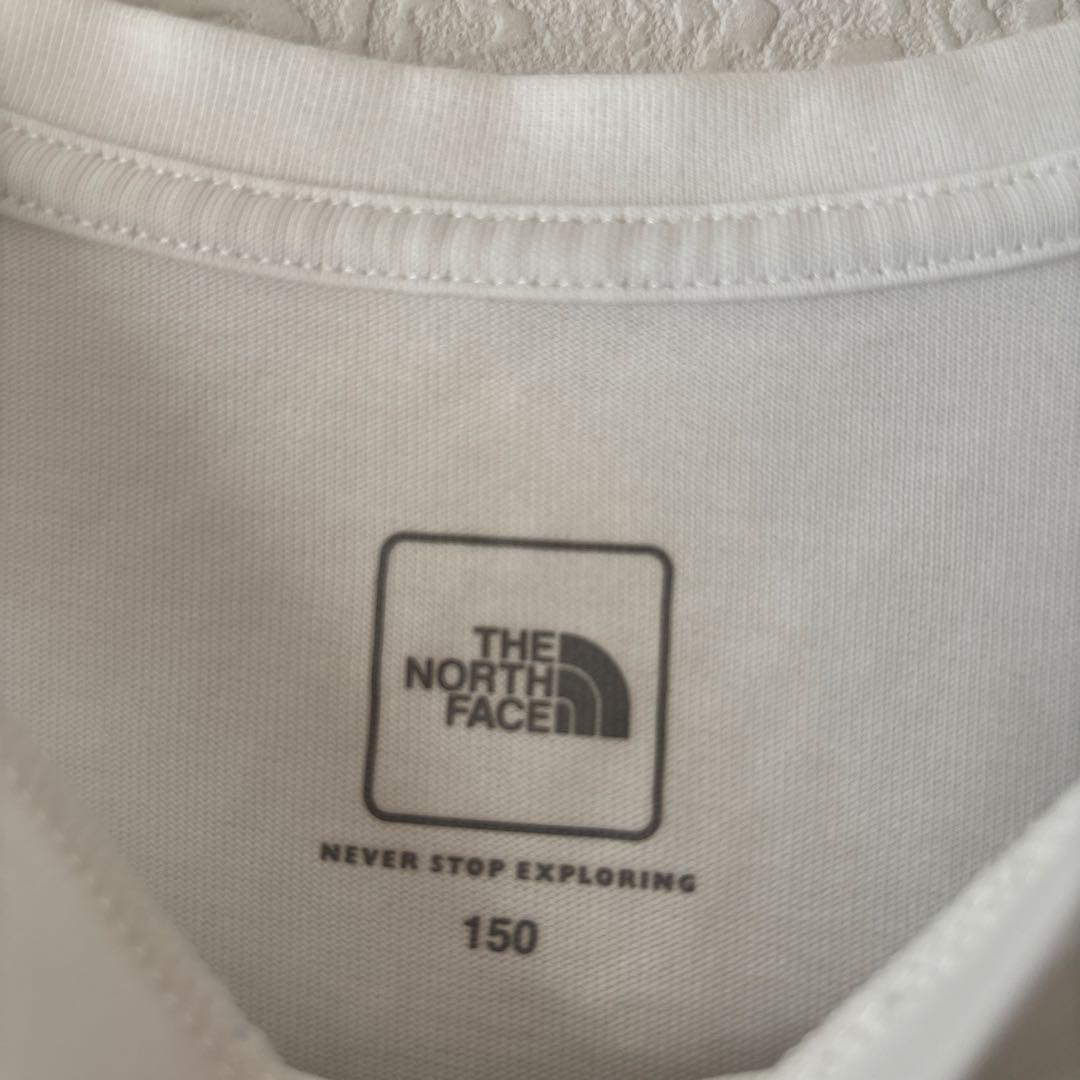 THE
NORTH
FACE
NEVER STOP EXPLORING
150